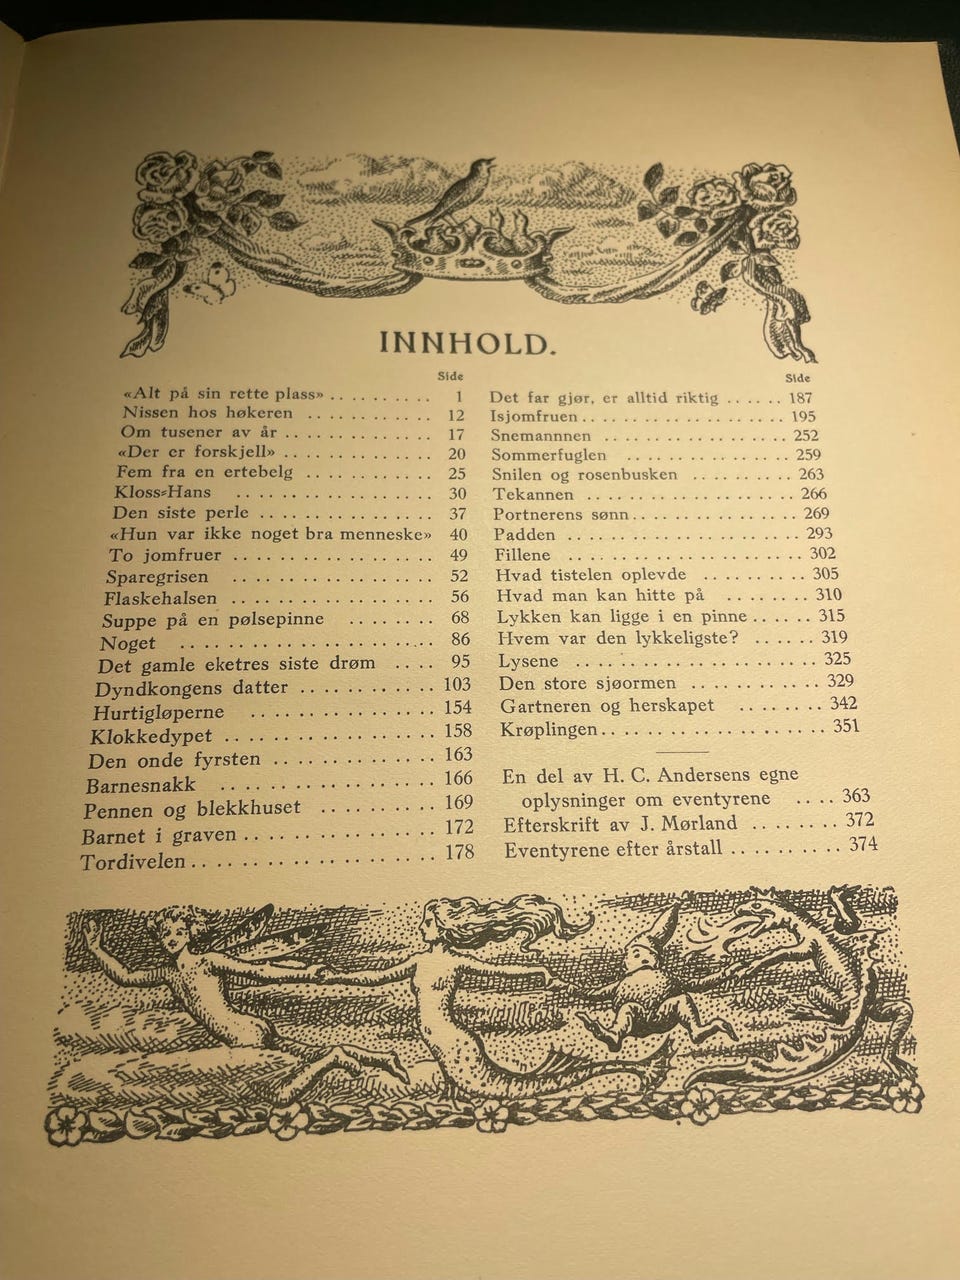 INNHOLD.
Side
«Alt på sin rette plass» .......... 1
Nissen hos høkeren ............ 12
Om tusener av år .............. 17
«Der er forskjell» .............. 20
Fem fra en ertebelg ............ 25
Kloss-Hans ................ 30
Den siste perle ................ 37
«Hun var ikke noget bra menneske» 40
To jomfruer .................. 49
Sparegrisen .................. 52
Flaskehalsen .................. 56
Suppe på en pølsepinne ........ 68
Noget ...................... 86
Det gamle eketres siste drøm .... 95
Dyndkongens datter ............ 103
Hurtigløperne ................ 154
Klokkedypet .................. 158
Den onde fyrsten .............. 163
Barnesnakk .................. 166
Pennen og blekkhuset .......... 169
Barnet i graven ................ 172
Tordivelen .................... 178
Side
Det far gjør, er alltid riktig ...... 187
Isjomfruen .................... 195
Snemannnen .................. 252
Sommerfuglen ................ 259
Snilen og rosenbusken .......... 263
Tekannen .................... 266
Portnerens sønn ................ 269
Padden ...................... 293
Fillene ...................... 302
Hvad tistelen oplevde .......... 305
Hvad man kan hitte på ........ 310
Lykken kan ligge i en pinne ...... 315
Hvem var den lykkeligste? ...... 319
Lysene ...................... 325
Den store sjøormen ............ 329
Gartneren og herskapet ........ 342
Krøplingen .................... 351
En del av H. C. Andersens egne
oplysninger om eventyrene .... 363
Efterskrift av J. Mørland ........ 372
Eventyrene efter årstall .......... 374